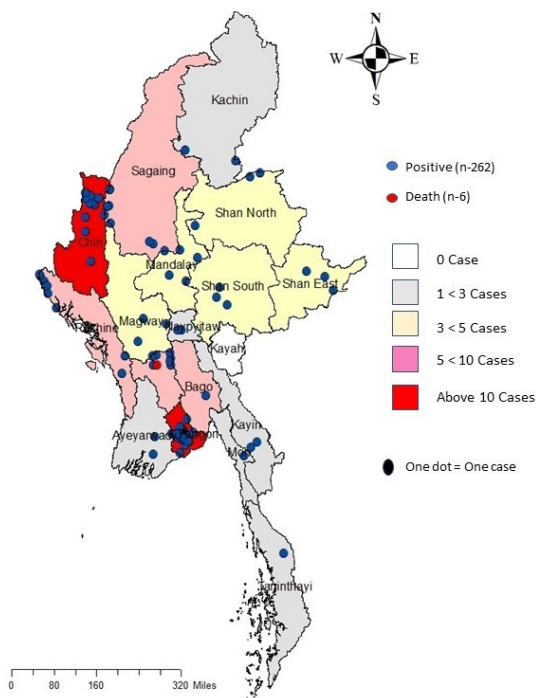 N
W
E
S
Kachin
Positive (n-262)
Sagaing
Death (n-6)
Shan North
Chin
0 Case
Mandalay
Shan South
Shan East
1 < 3 Cases
Rakhine
Magway
Naypyitaw
3 < 5 Cases
Kayah
5 < 10 Cases
Bago
Above 10 Cases
Kayin
Ayeyarwady
Yangon
Mon
One dot = One case
Taninthayi
0
80
160
320 Miles